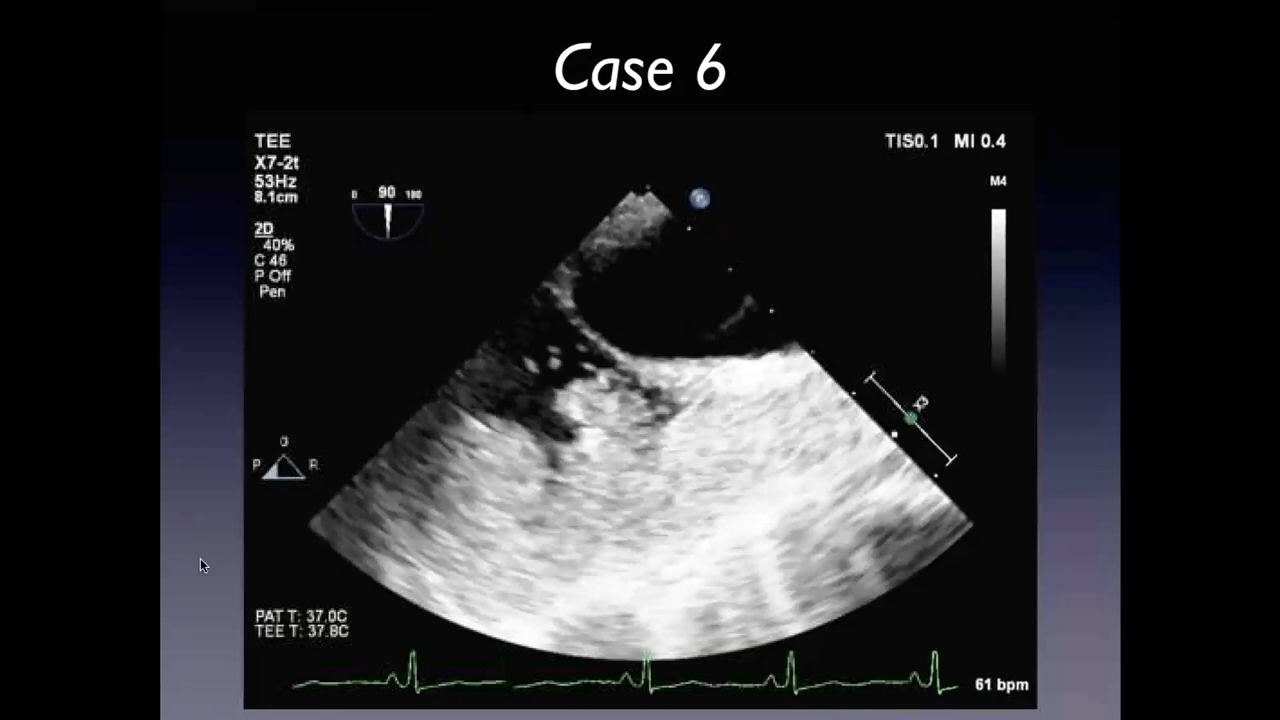 Case 6
TEE
X7-2t
53Hz
8.1cm
TIS0.1 MI 0.4
M4
0 90 180
2D
40%
C 46
P Off
Pen
X3
G
P R
PAT T: 37.0C
TEE T: 37.8C
61 bpm